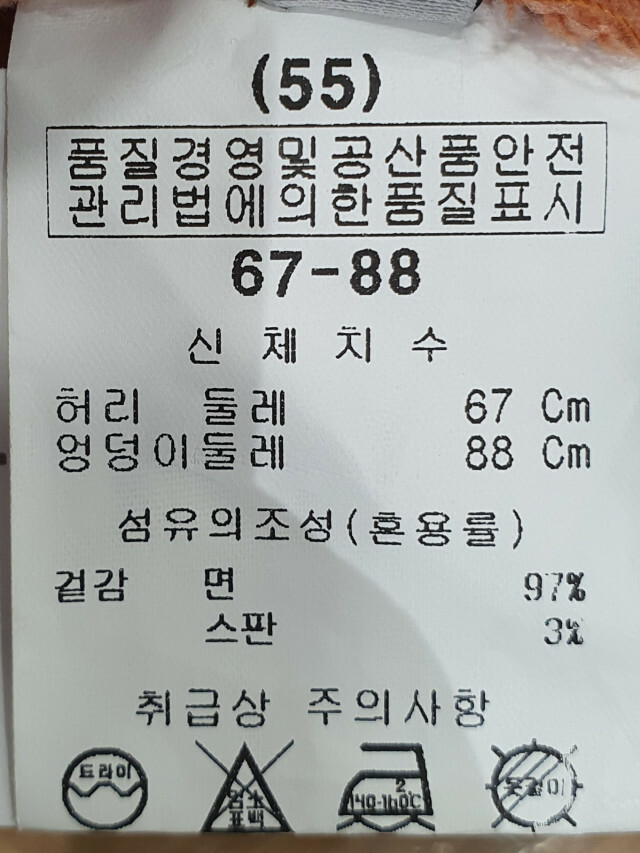 (55)
품질경영및공산품안전
관리법에의한품질표시
67-88
신체치수
허리 둘레 67 Cm
엉덩이둘레 88 Cm
섬유의조성(혼용률)
겉감 면 97%
스판 3%
취급상 주의사항
드라이
염소
표백
2
140-160℃
옷걸이